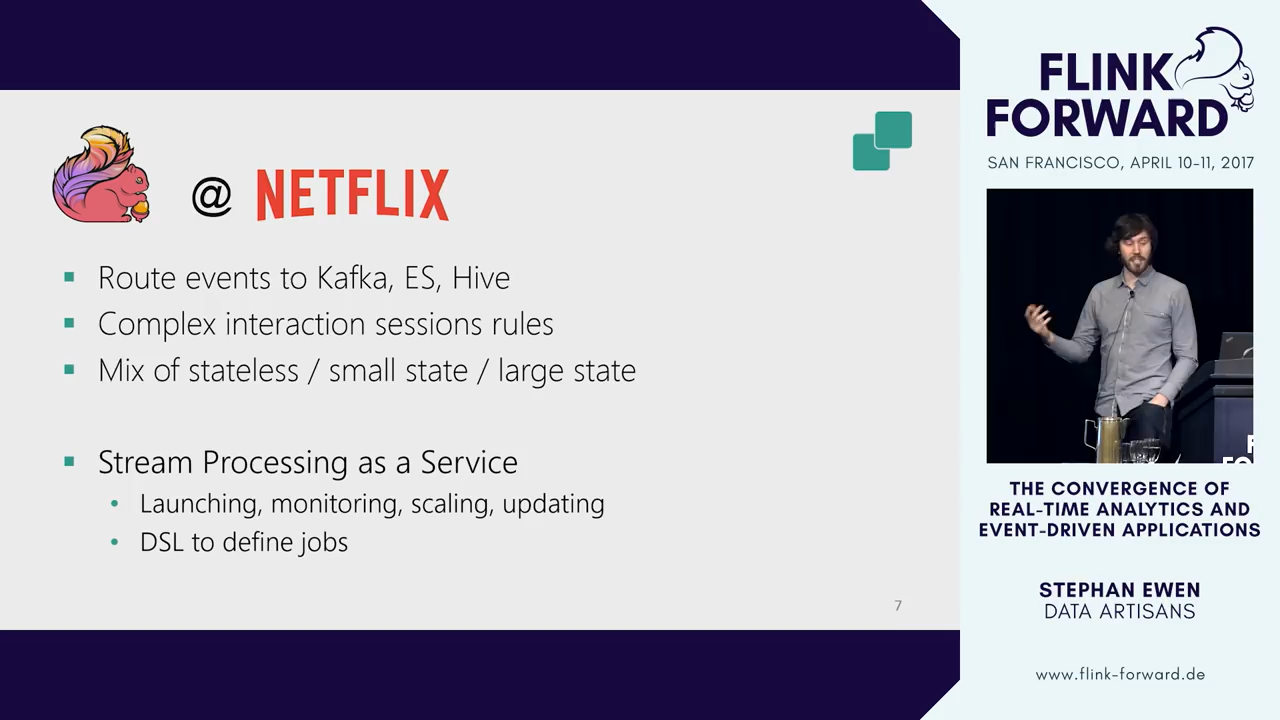 @ NETFLIX
Route events to Kafka, ES, Hive
Complex interaction sessions rules
Mix of stateless / small state / large state
Stream Processing as a Service
Launching, monitoring, scaling, updating
DSL to define jobs
7
FLINK
FORWARD
SAN FRANCISCO, APRIL 10-11, 2017
THE CONVERGENCE OF
REAL-TIME ANALYTICS AND
EVENT-DRIVEN APPLICATIONS
STEPHAN EWEN
DATA ARTISANS
www.flink-forward.de